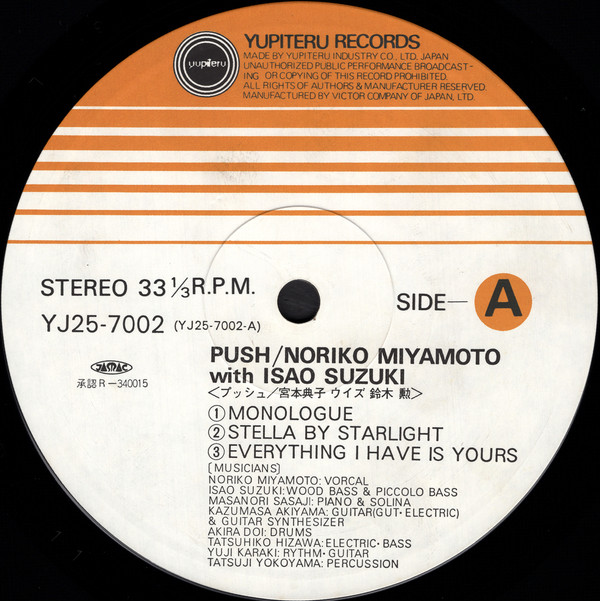 yupiteru
YUPITERU RECORDS
MADE BY YUPITERU INDUSTRY CO., LTD. JAPAN
UNAUTHORIZED PUBLIC PERFORMANCE BROADCAST-
ING OR COPYING OF THIS RECORD PROHIBITED.
ALL RIGHTS OF AUTHORS & MANUFACTURER RESERVED.
MANUFACTURED BY VICTOR COMPANY OF JAPAN, LTD.
STEREO 33 1/3 R.P.M.
SIDE—A
YJ25-7002 (YJ25-7002-A)
JASRAC
承認R-340015
PUSH/NORIKO MIYAMOTO
with ISAO SUZUKI
<プッシュ/宮本典子 ウイズ 鈴木 勲>
①MONOLOGUE
②STELLA BY STARLIGHT
③EVERYTHING I HAVE IS YOURS
[MUSICIANS]
NORIKO MIYAMOTO: VORCAL
ISAO SUZUKI: WOOD BASS & PICCOLO BASS
MASANORI SASAJI: PIANO & SOLINA
KAZUMASA AKIYAMA: GUITAR(GUT・ELECTRIC)
& GUITAR SYNTHESIZER
AKIRA DOI: DRUMS
TATSUHIKO HIZAWA: ELECTRIC・BASS
YUJI KARAKI: RYTHM・GUITAR
TATSUJI YOKOYAMA: PERCUSSION